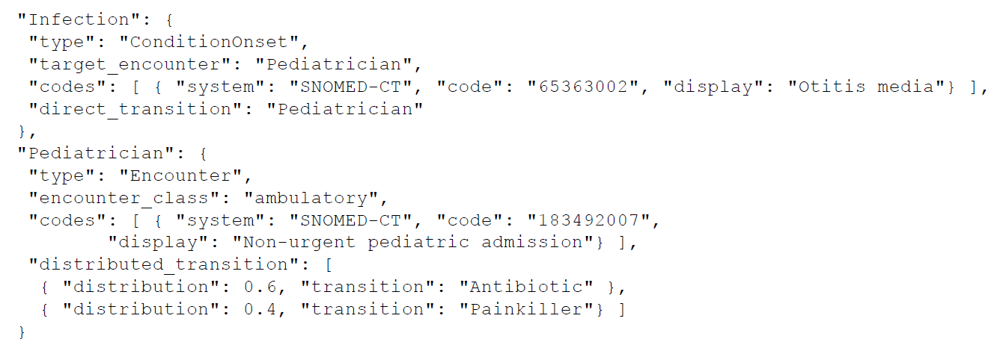 "Infection": {
 "type": "ConditionOnset",
 "target_encounter": "Pediatrician",
 "codes": [ { "system": "SNOMED-CT", "code": "65363002", "display": "Otitis media"} ],
 "direct_transition": "Pediatrician"
},
"Pediatrician": {
 "type": "Encounter",
 "encounter_class": "ambulatory",
 "codes": [ { "system": "SNOMED-CT", "code": "183492007",
        "display": "Non-urgent pediatric admission"} ],
 "distributed_transition": [
  { "distribution": 0.6, "transition": "Antibiotic" },
  { "distribution": 0.4, "transition": "Painkiller"} ]
}